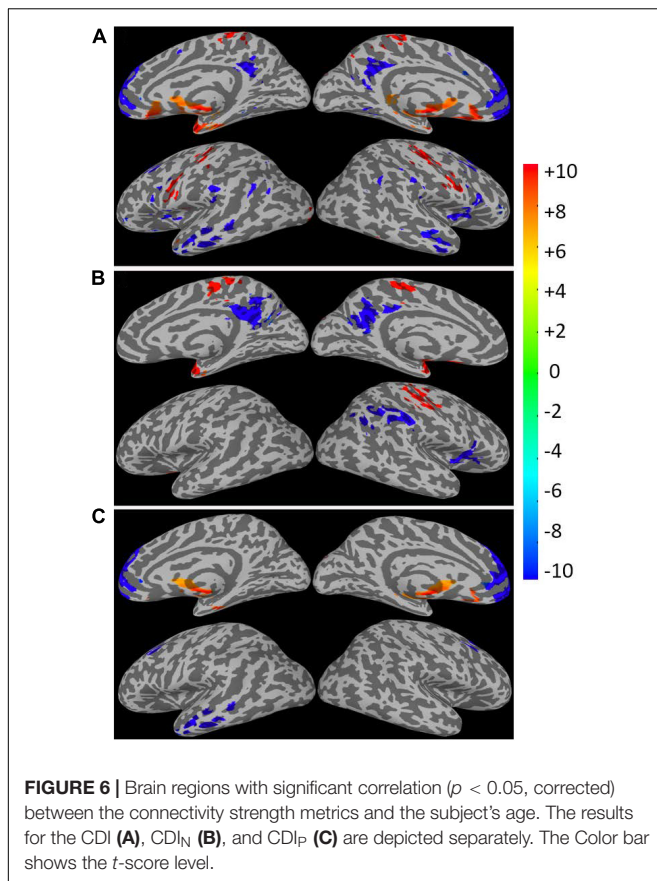 A
B
C
+10
+8
+6
+4
+2
0
-2
-4
-6
-8
-10
FIGURE 6 | Brain regions with significant correlation (p < 0.05, corrected)
between the connectivity strength metrics and the subject's age. The results
for the CDI (A), CDIN (B), and CDIP (C) are depicted separately. The Color bar
shows the t-score level.